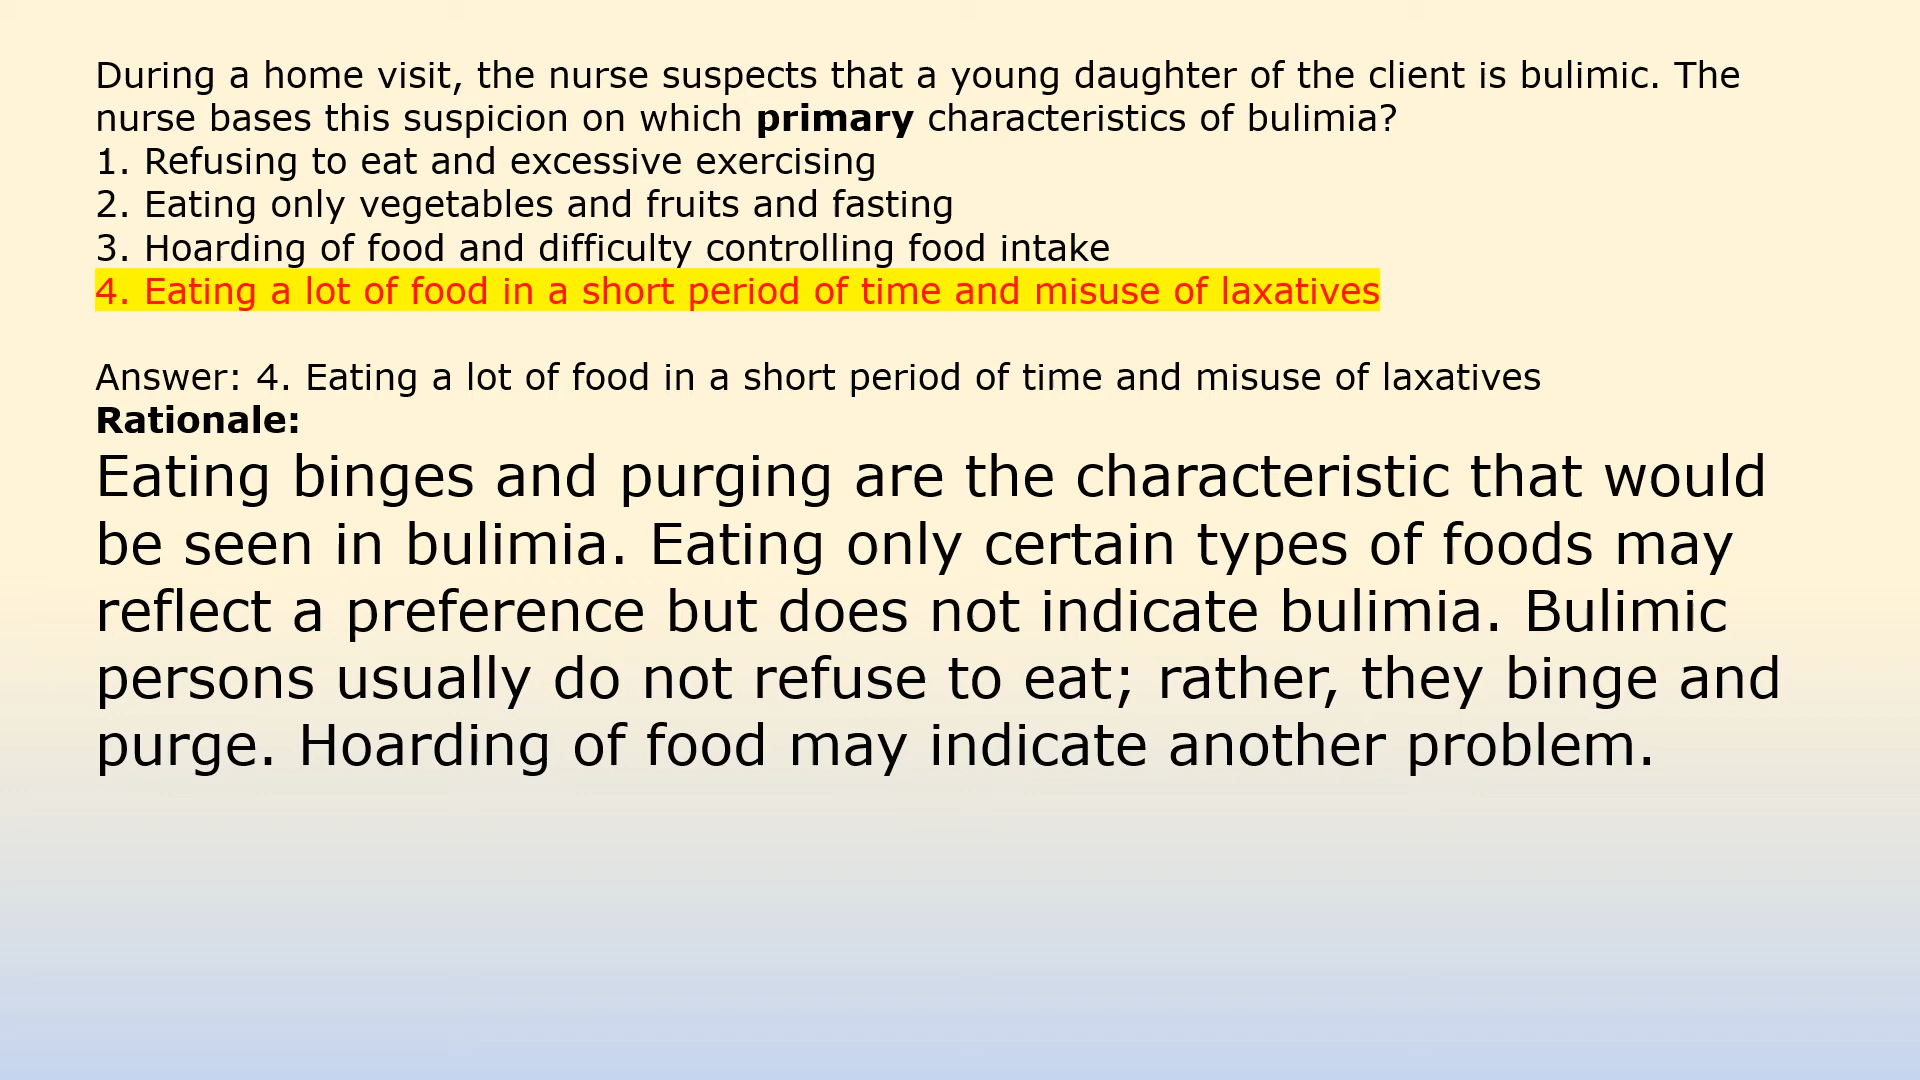 During a home visit, the nurse suspects that a young daughter of the client is bulimic. The
nurse bases this suspicion on which primary characteristics of bulimia?
1. Refusing to eat and excessive exercising
2. Eating only vegetables and fruits and fasting
3. Hoarding of food and difficulty controlling food intake
4. Eating a lot of food in a short period of time and misuse of laxatives
Answer: 4. Eating a lot of food in a short period of time and misuse of laxatives
Rationale:
Eating binges and purging are the characteristic that would
be seen in bulimia. Eating only certain types of foods may
reflect a preference but does not indicate bulimia. Bulimic
persons usually do not refuse to eat; rather, they binge and
purge. Hoarding of food may indicate another problem.